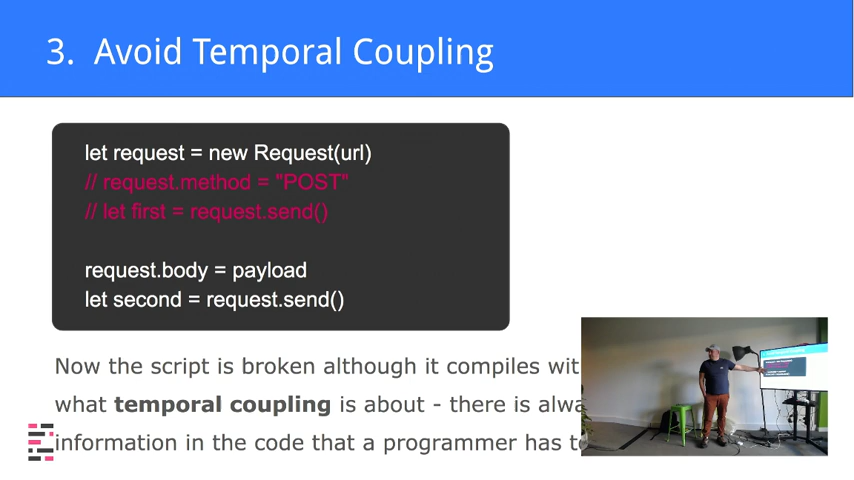 3. Avoid Temporal Coupling
let request = new Request(url)
// request.method = "POST"
// let first = request.send()
request.body = payload
let second = request.send()
Now the script is broken although it compiles
what temporal coupling is about - there is
information in the code that a programmer has